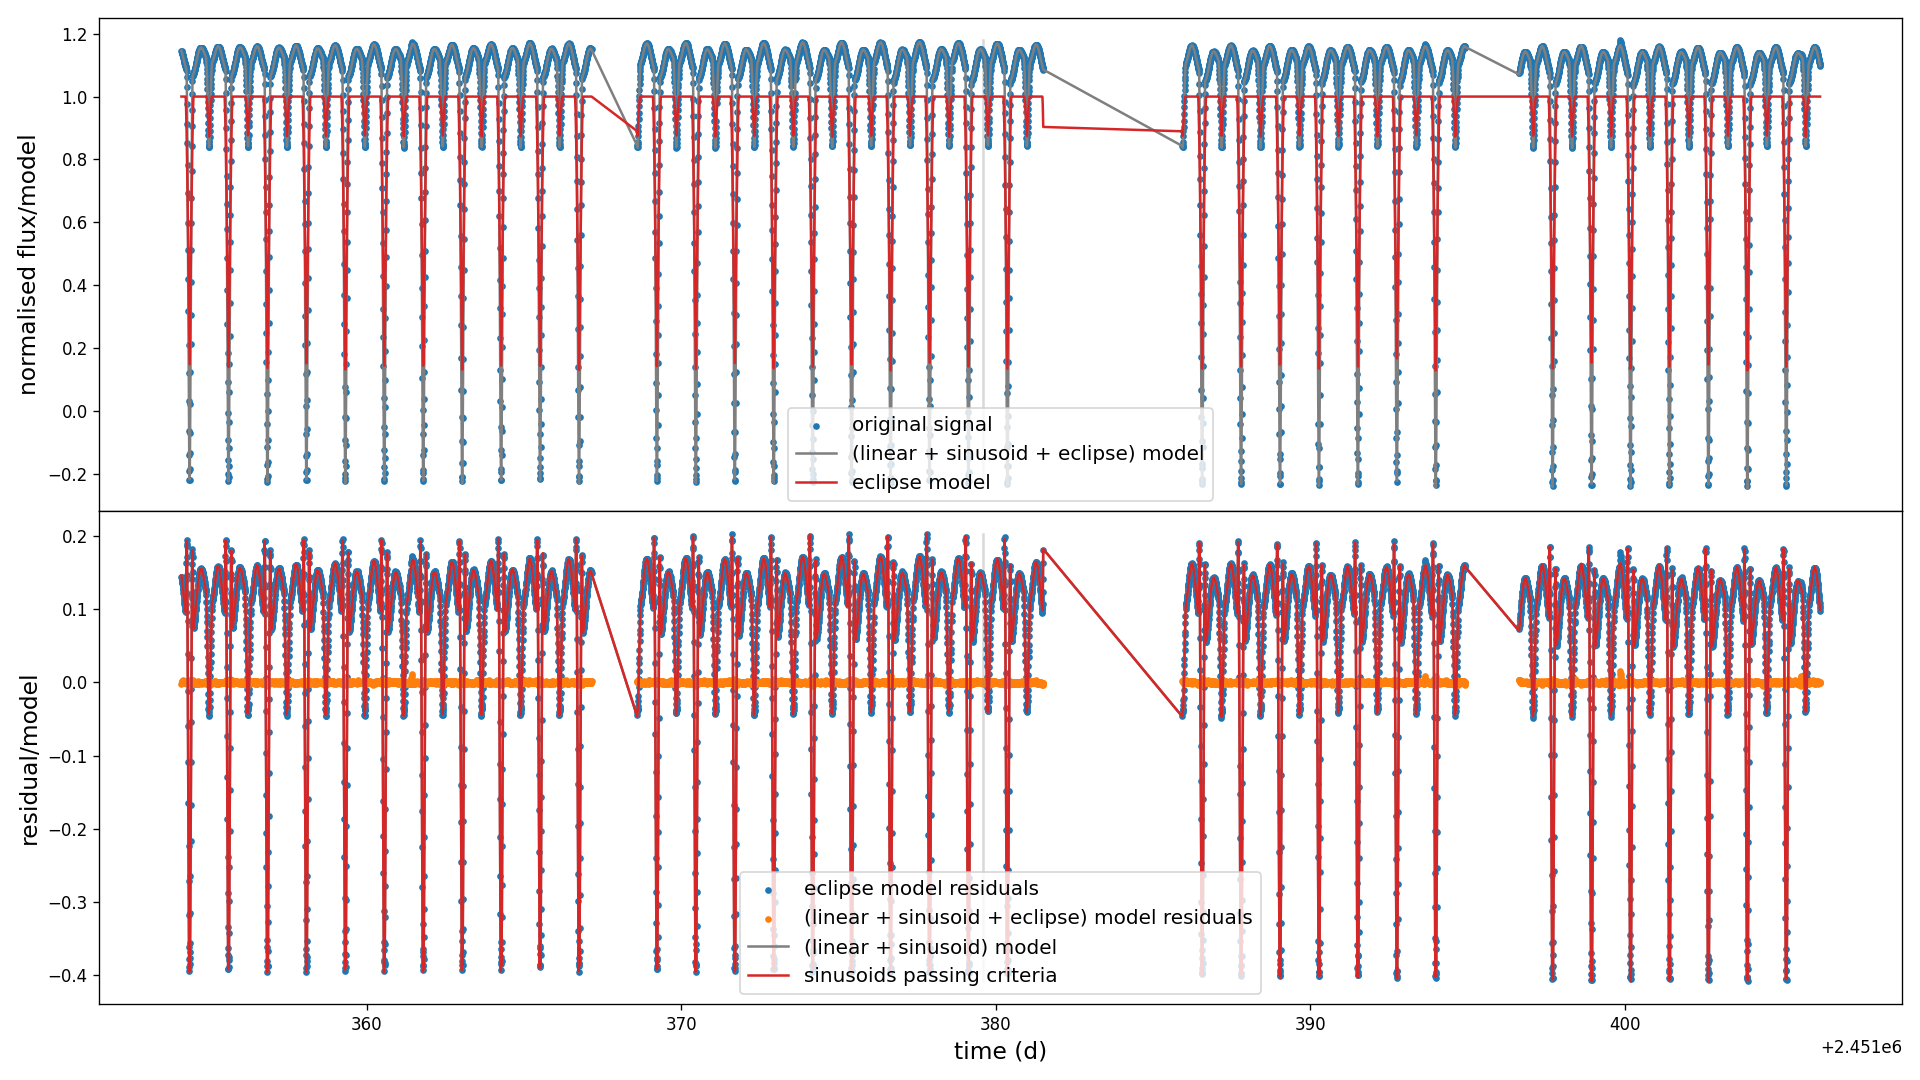 1.2
1.0
0.8
0.6
0.4
0.2
0.0
−0.2
normalised flux/model
original signal
(linear + sinusoid + eclipse) model
eclipse model
0.2
0.1
0.0
−0.1
−0.2
−0.3
−0.4
residual/model
eclipse model residuals
(linear + sinusoid + eclipse) model residuals
(linear + sinusoid) model
sinusoids passing criteria
360
370
380
390
400
time (d)
+2.451e6